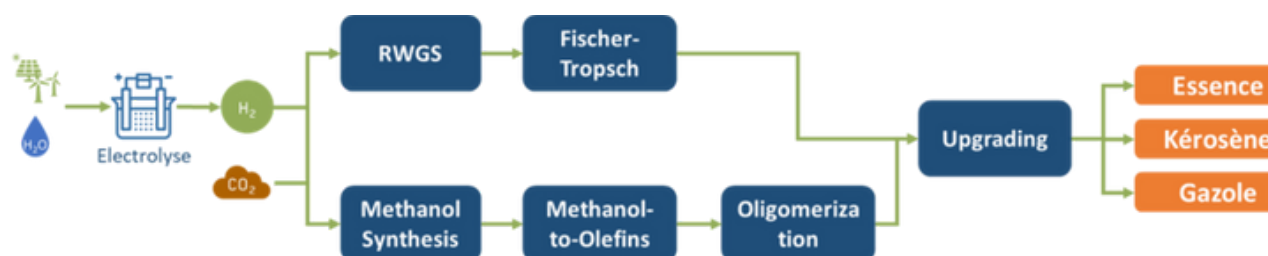 RWGS
Fischer-
Tropsch
H₂
H₂O
Electrolyse
CO₂
Methanol
Synthesis
Methanol-
to-Olefins
Oligomeriza
tion
Upgrading
Essence
Kérosène
Gazole